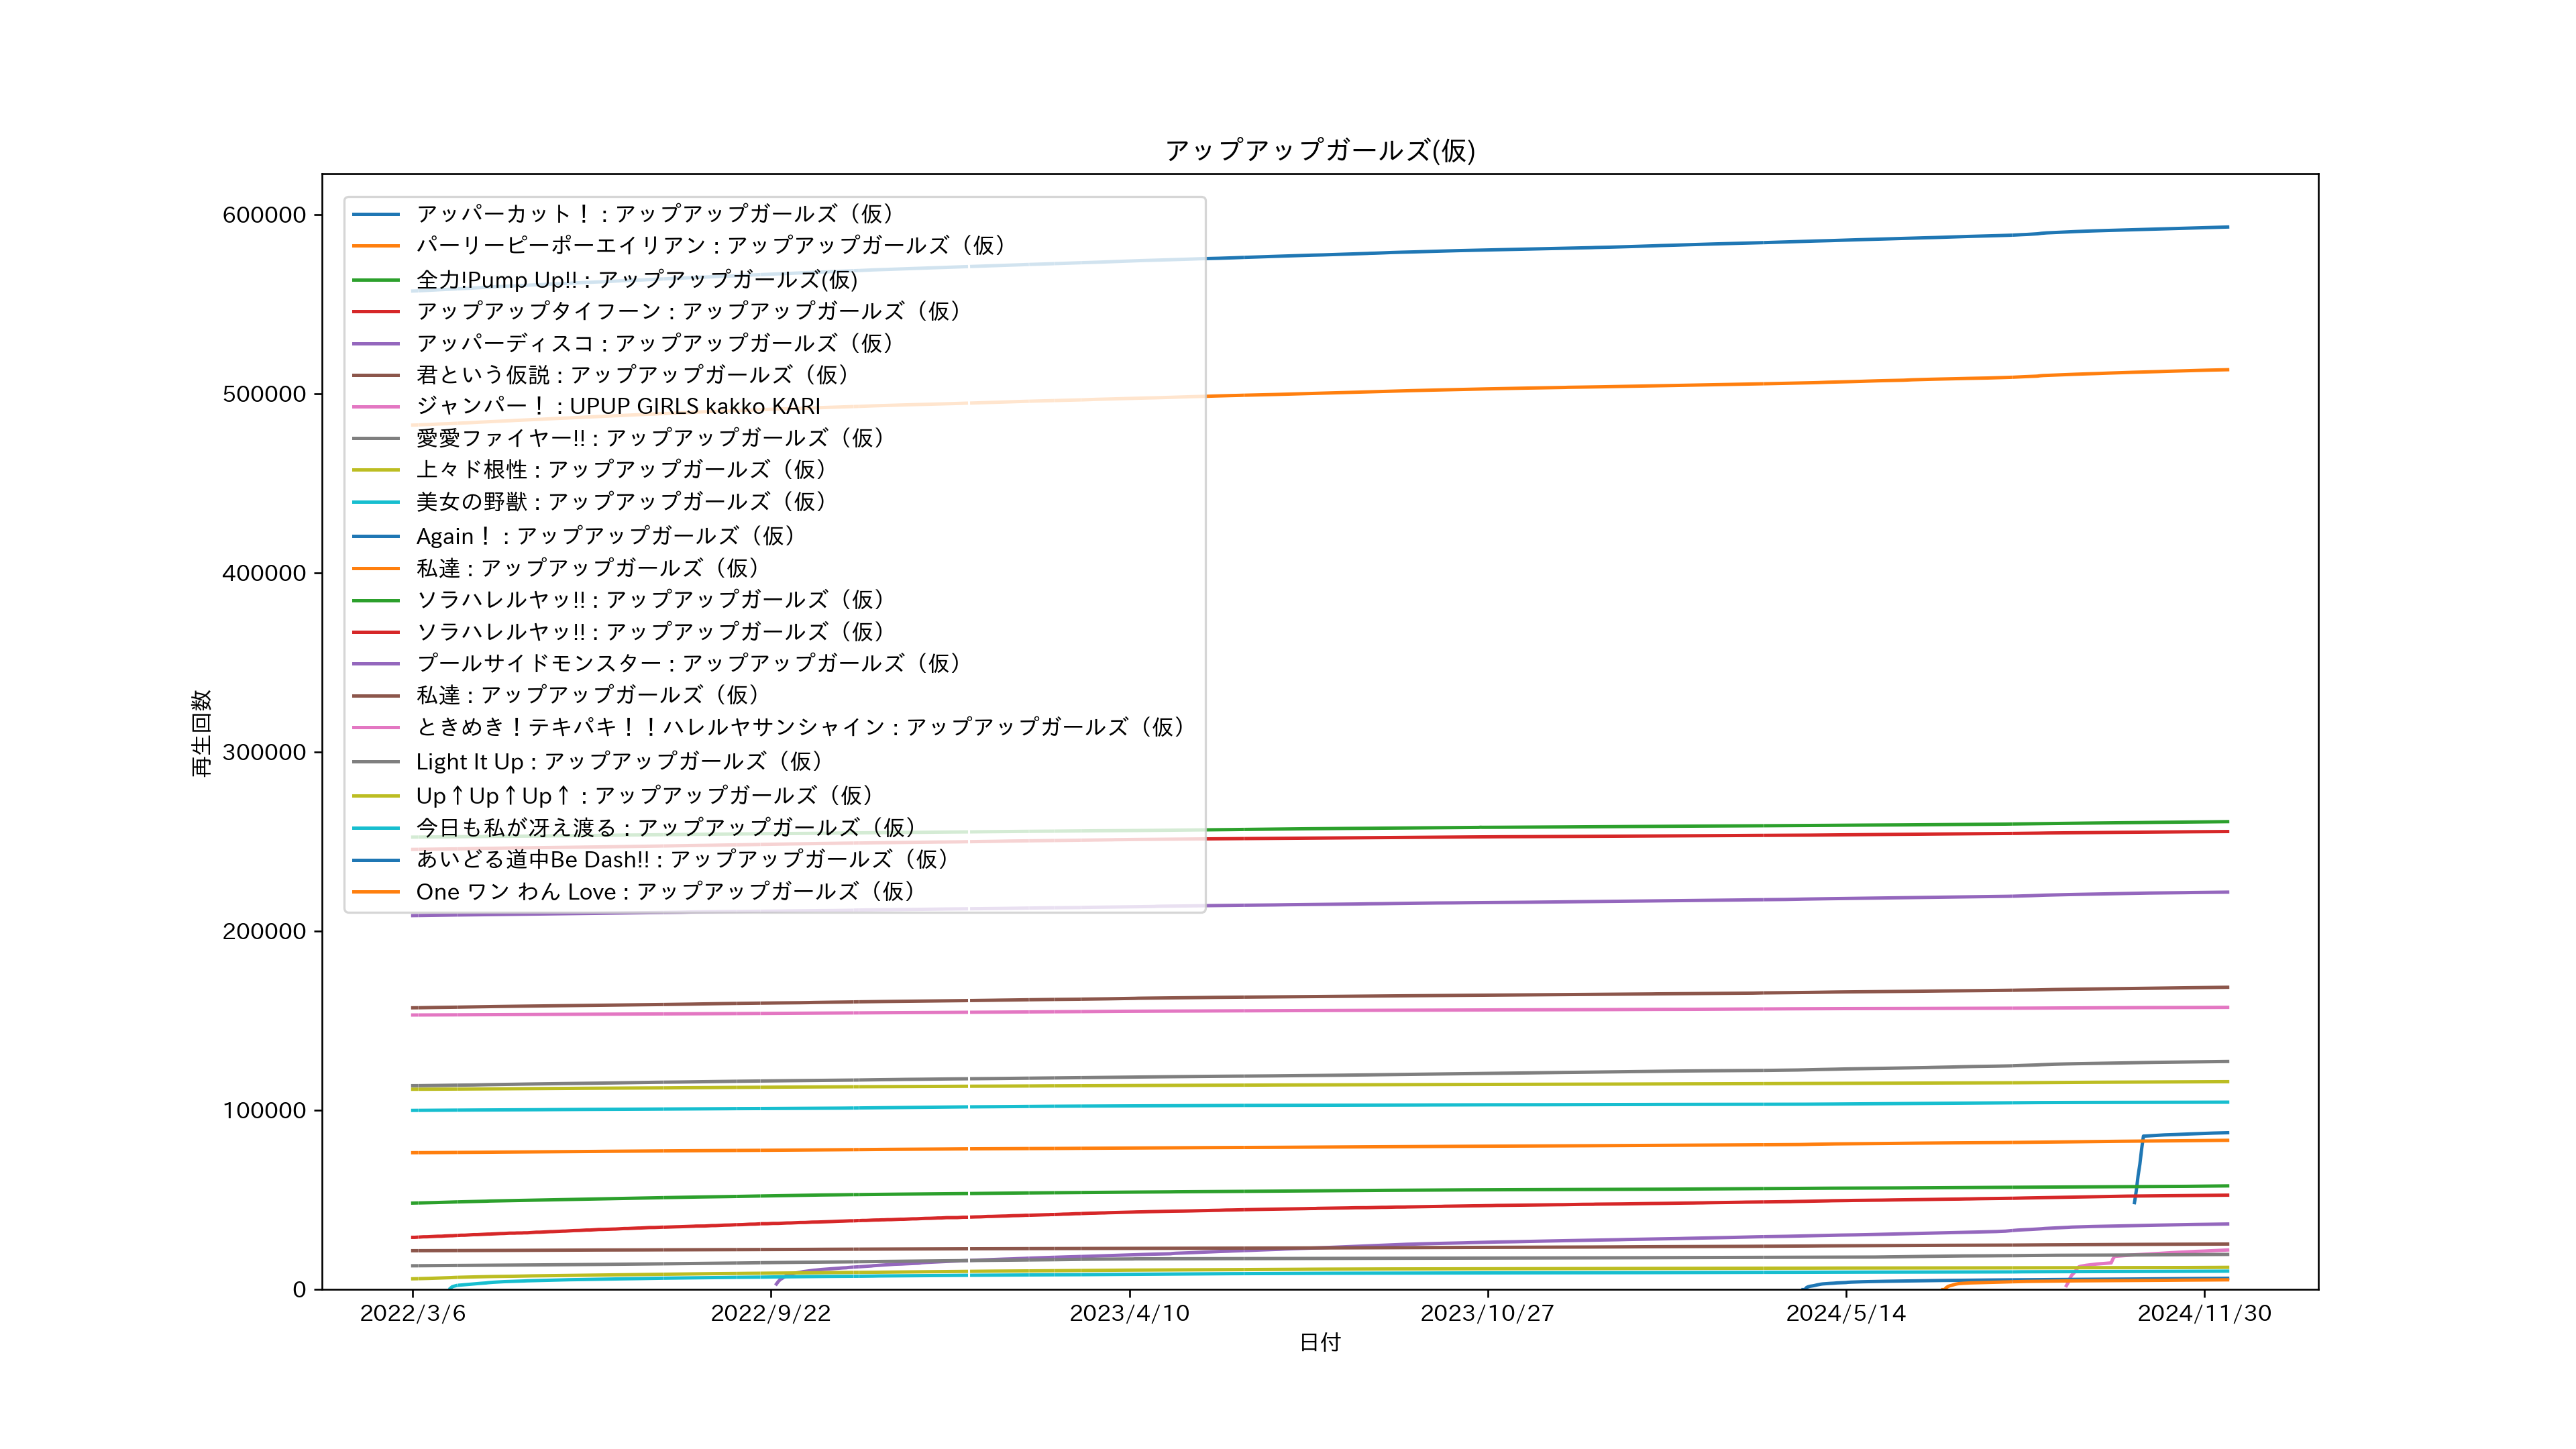 アップアップガールズ(仮)
600000
500000
400000
300000
200000
100000
0
再生回数
アッパーカット！ : アップアップガールズ（仮）
パーリーピーポーエイリアン : アップアップガールズ（仮）
全力!Pump Up!! : アップアップガールズ(仮)
アップアップタイフーン : アップアップガールズ（仮）
アッパーディスコ : アップアップガールズ（仮）
君という仮説 : アップアップガールズ（仮）
ジャンパー！ : UPUP GIRLS kakko KARI
愛愛ファイヤー!! : アップアップガールズ（仮）
上々ド根性 : アップアップガールズ（仮）
美女の野獣 : アップアップガールズ（仮）
Again！ : アップアップガールズ（仮）
私達 : アップアップガールズ（仮）
ソラハレルヤッ!! : アップアップガールズ（仮）
ソラハレルヤッ!! : アップアップガールズ（仮）
プールサイドモンスター : アップアップガールズ（仮）
私達 : アップアップガールズ（仮）
ときめき！テキパキ！！ハレルヤサンシャイン : アップアップガールズ（仮）
Light It Up : アップアップガールズ（仮）
Up↑Up↑Up↑ : アップアップガールズ（仮）
今日も私が冴え渡る : アップアップガールズ（仮）
あいどる道中Be Dash!! : アップアップガールズ（仮）
One ワン わん Love : アップアップガールズ（仮）
2022/3/6 2022/9/22 2023/4/10 2023/10/27 2024/5/14 2024/11/30
日付